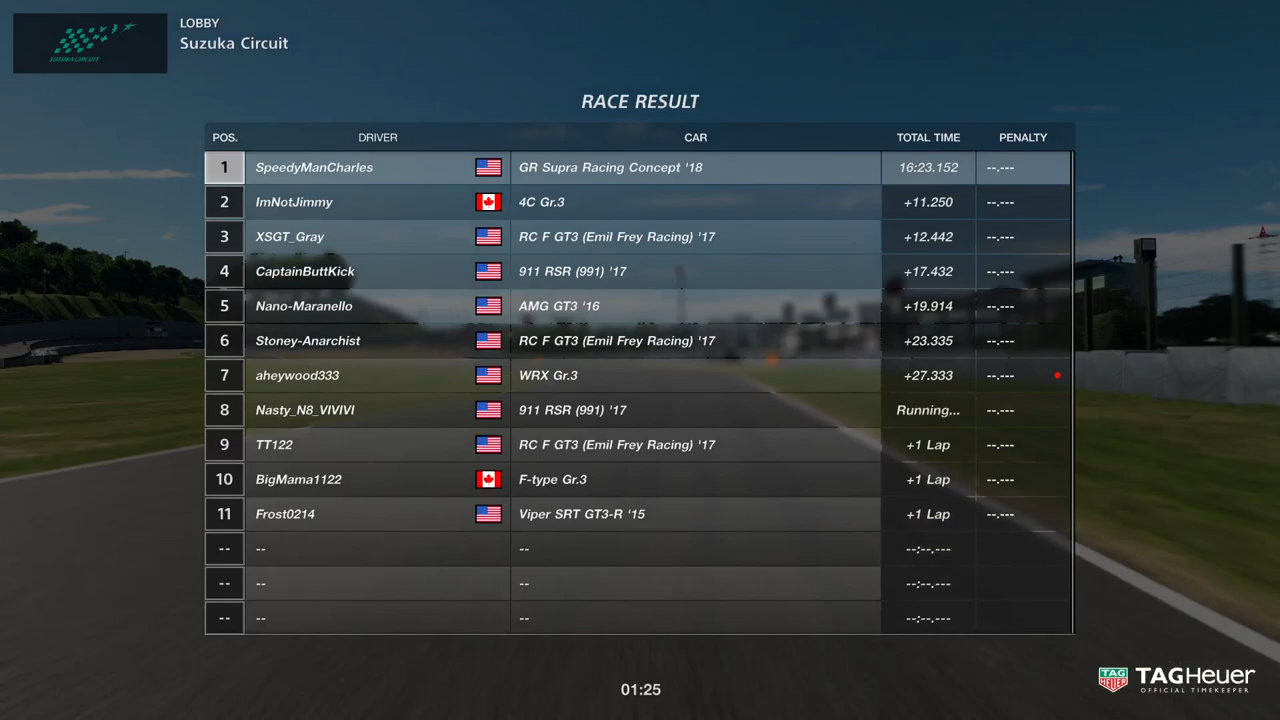 LOBBY
Suzuka Circuit
SUZUKA CIRCUIT
RACE RESULT
POS. DRIVER CAR TOTAL TIME PENALTY
1 SpeedyManCharles GR Supra Racing Concept '18 16:23.152 --.---
2 ImNotJimmy 4C Gr.3 +11.250 --.---
3 XSGT_Gray RC F GT3 (Emil Frey Racing) '17 +12.442 --.---
4 CaptainButtKick 911 RSR (991) '17 +17.432 --.---
5 Nano-Maranello AMG GT3 '16 +19.914 --.---
6 Stoney-Anarchist RC F GT3 (Emil Frey Racing) '17 +23.335 --.---
7 aheywood333 WRX Gr.3 +27.333 --.---
8 Nasty_N8_VIVIVI 911 RSR (991) '17 Running... --.---
9 TT122 RC F GT3 (Emil Frey Racing) '17 +1 Lap --.---
10 BigMama1122 F-type Gr.3 +1 Lap --.---
11 Frost0214 Viper SRT GT3-R '15 +1 Lap --.---
-- -- -- --:--.---
-- -- -- --:--.---
-- -- -- --:--.---
01:25
TAG HEUER TAGHeuer
OFFICIAL TIMEKEEPER